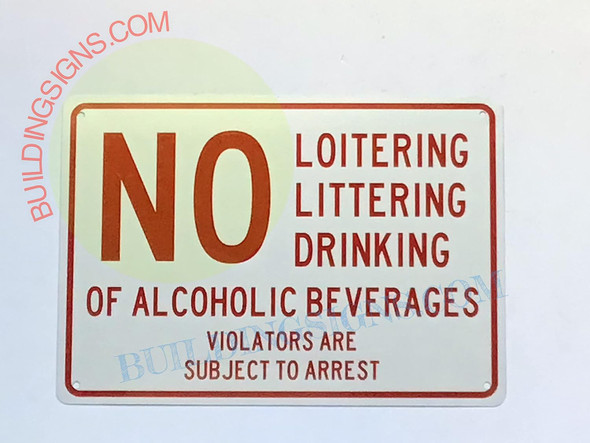 BUILDINGSIGNS.COM
NO
LOITERING
LITTERING
DRINKING
OF ALCOHOLIC BEVERAGES
BUILDINGSIGNS.COM
VIOLATORS ARE
SUBJECT TO ARREST